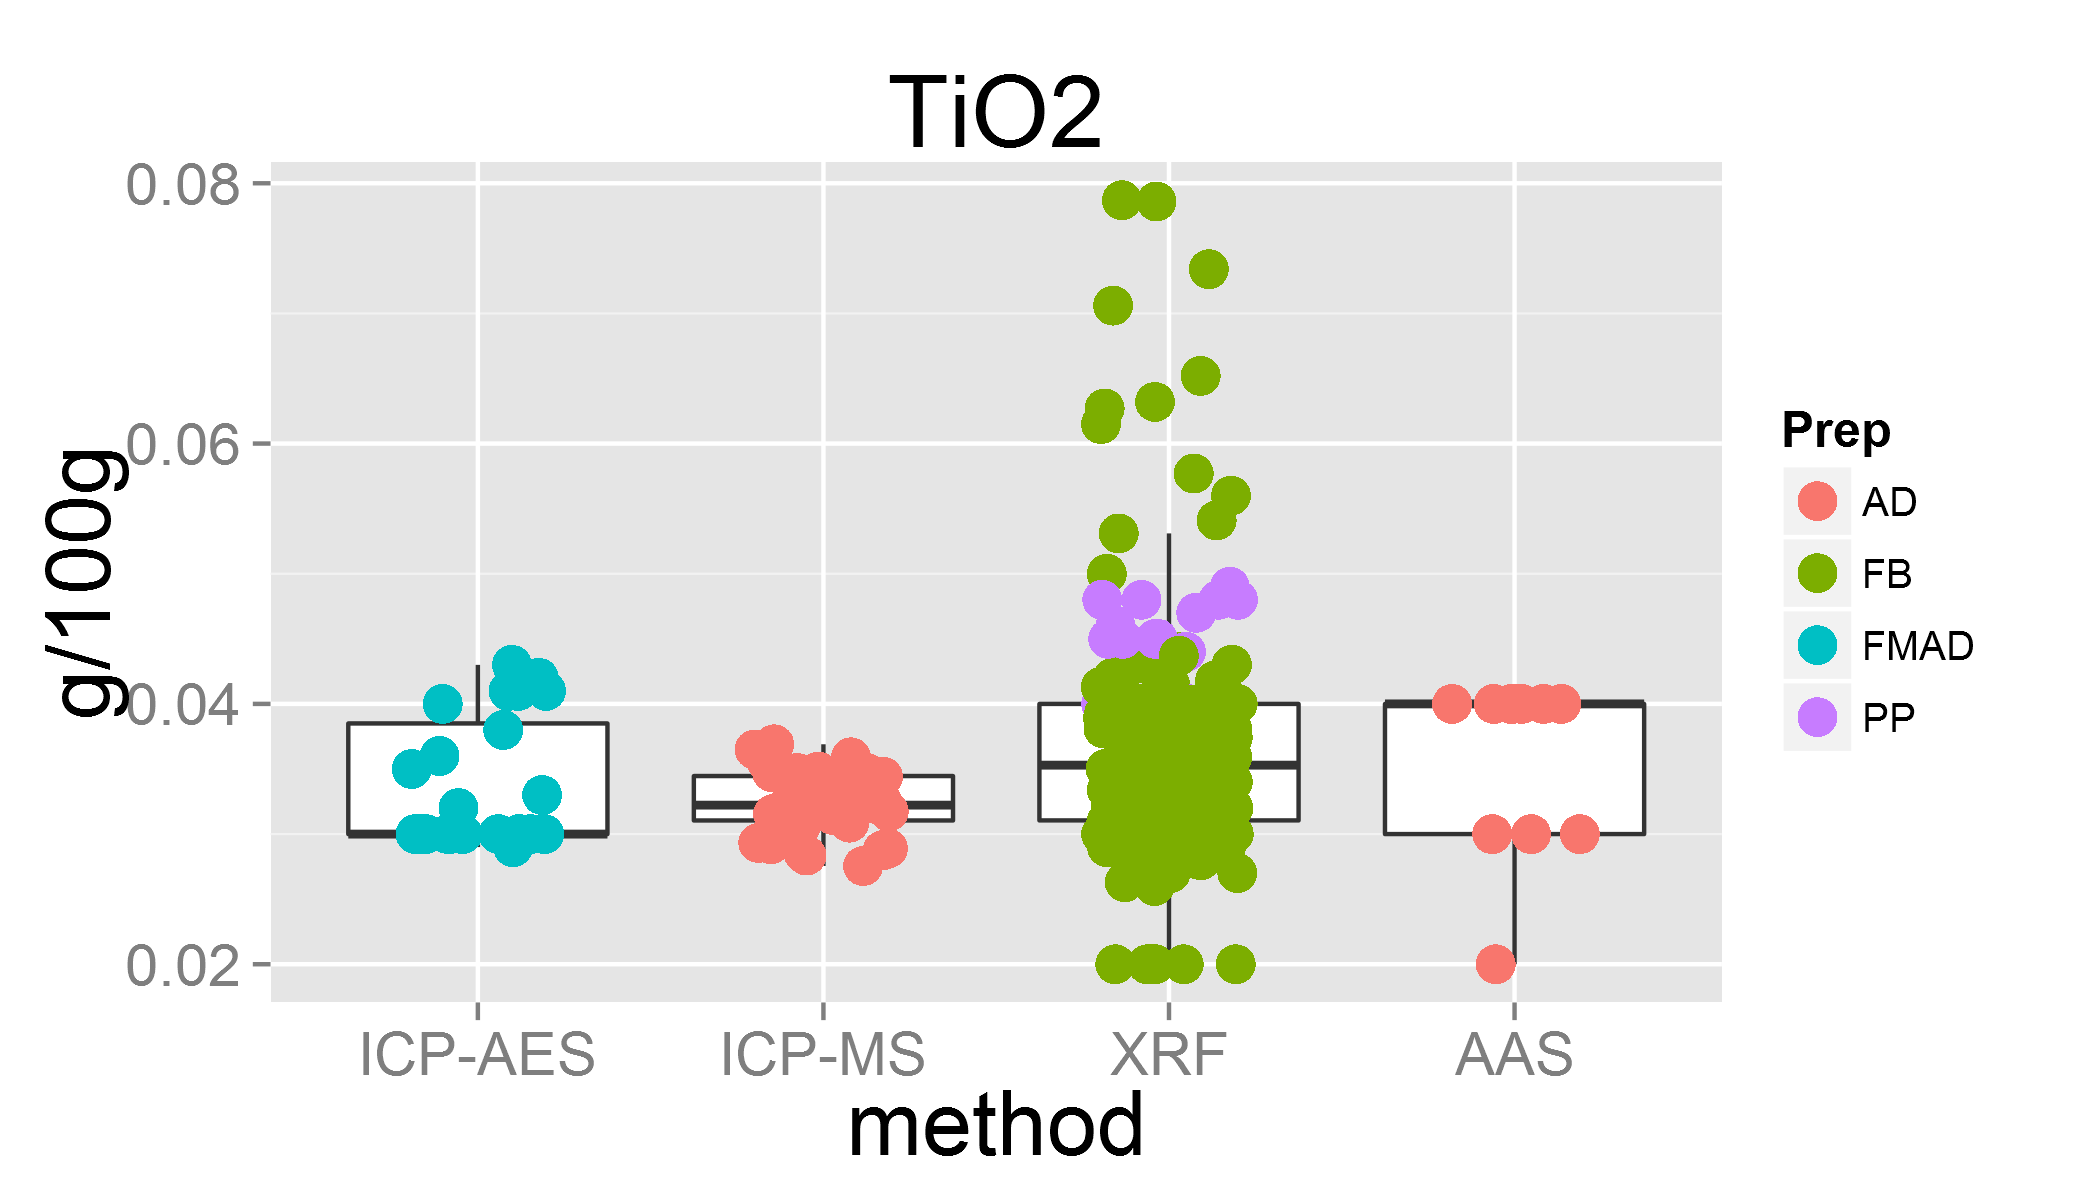 TiO2
g/100g
0.08
0.06
0.04
0.02
ICP-AES
ICP-MS
XRF
AAS
method
Prep
AD
FB
FMAD
PP